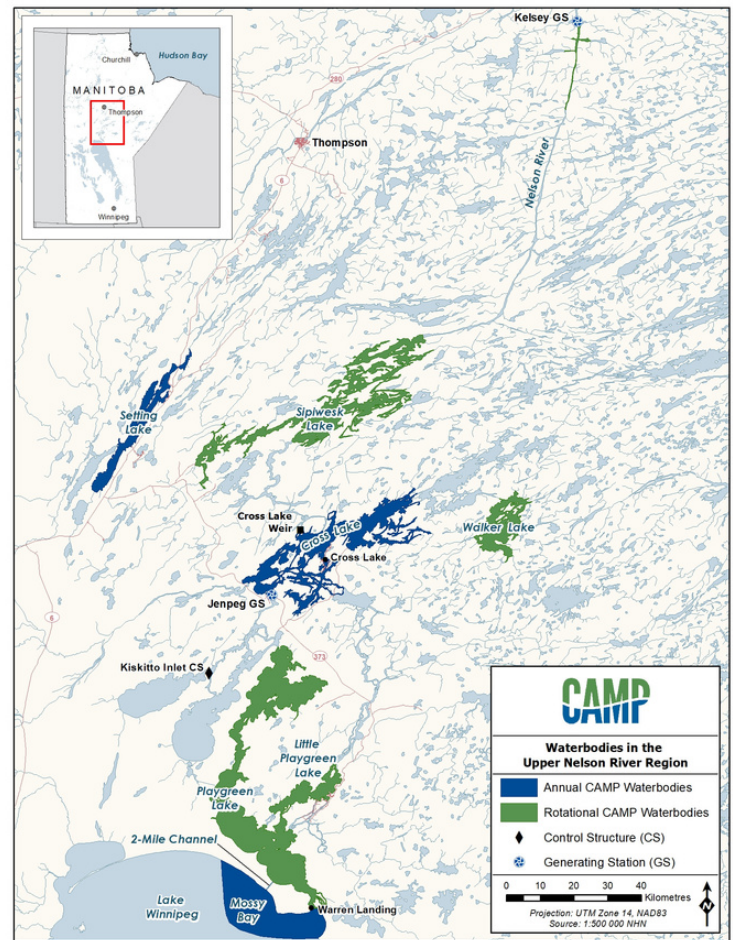 Kelsey GS
Hudson Bay
Churchill
MANITOBA
Thompson
Winnipeg
280
Thompson
6
Nelson River
Setting
Lake
Sipiwesk
Lake
Cross Lake
Weir
Cross Lake
Walker Lake
Cross Lake
Jenpeg GS
6
373
Kiskitto Inlet CS
Little
Playgreen
Lake
Playgreen
Lake
2-Mile Channel
Lake
Winnipeg
Mossy
Bay
Warren Landing
CAMP
Waterbodies in the
Upper Nelson River Region
Annual CAMP Waterbodies
Rotational CAMP Waterbodies
Control Structure (CS)
Generating Station (GS)
0 10 20 30 40
Kilometres
N
Projection: UTM Zone 14, NAD83
Source: 1:500 000 NHN